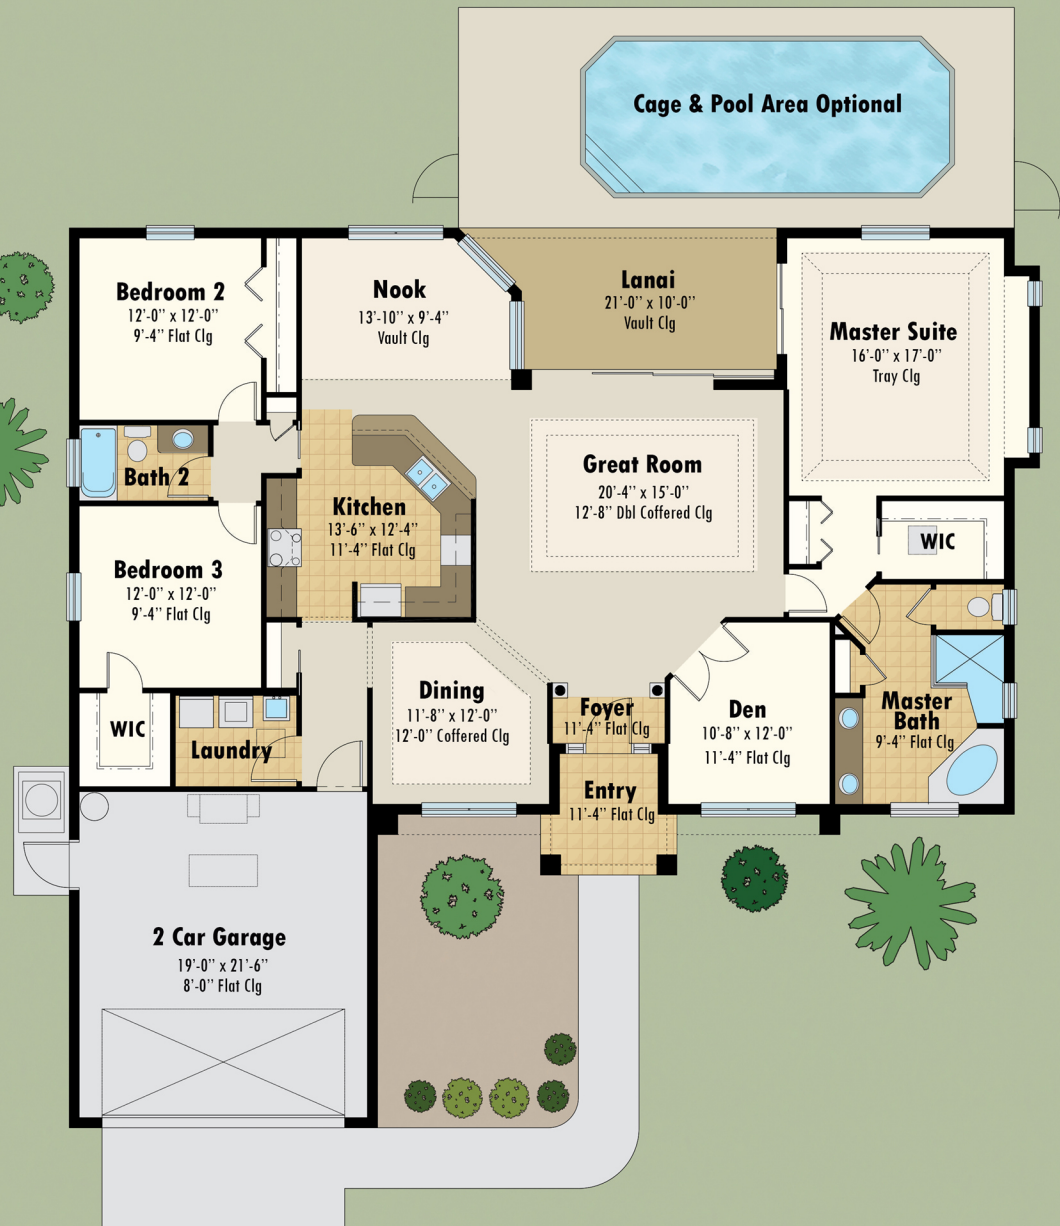 Cage & Pool Area Optional
Bedroom 2
12'-0'' x 12'-0''
9'-4'' Flat Clg
Nook
13'-10'' x 9'-4''
Vault Clg
Lanai
21'-0'' x 10'-0''
Vault Clg
Master Suite
16'-0'' x 17'-0''
Tray Clg
Bath 2
Kitchen
13'-6'' x 12'-4''
11'-4'' Flat Clg
Great Room
20'-4'' x 15'-0''
12'-8'' Dbl Coffered Clg
WIC
Bedroom 3
12'-0'' x 12'-0''
9'-4'' Flat Clg
WIC
Laundry
Dining
11'-8'' x 12'-0''
12'-0'' Coffered Clg
Foyer
11'-4'' Flat Clg
Entry
11'-4'' Flat Clg
Den
10'-8'' x 12'-0''
11'-4'' Flat Clg
Master
Bath
9'-4'' Flat Clg
2 Car Garage
19'-0'' x 21'-6''
8'-0'' Flat Clg